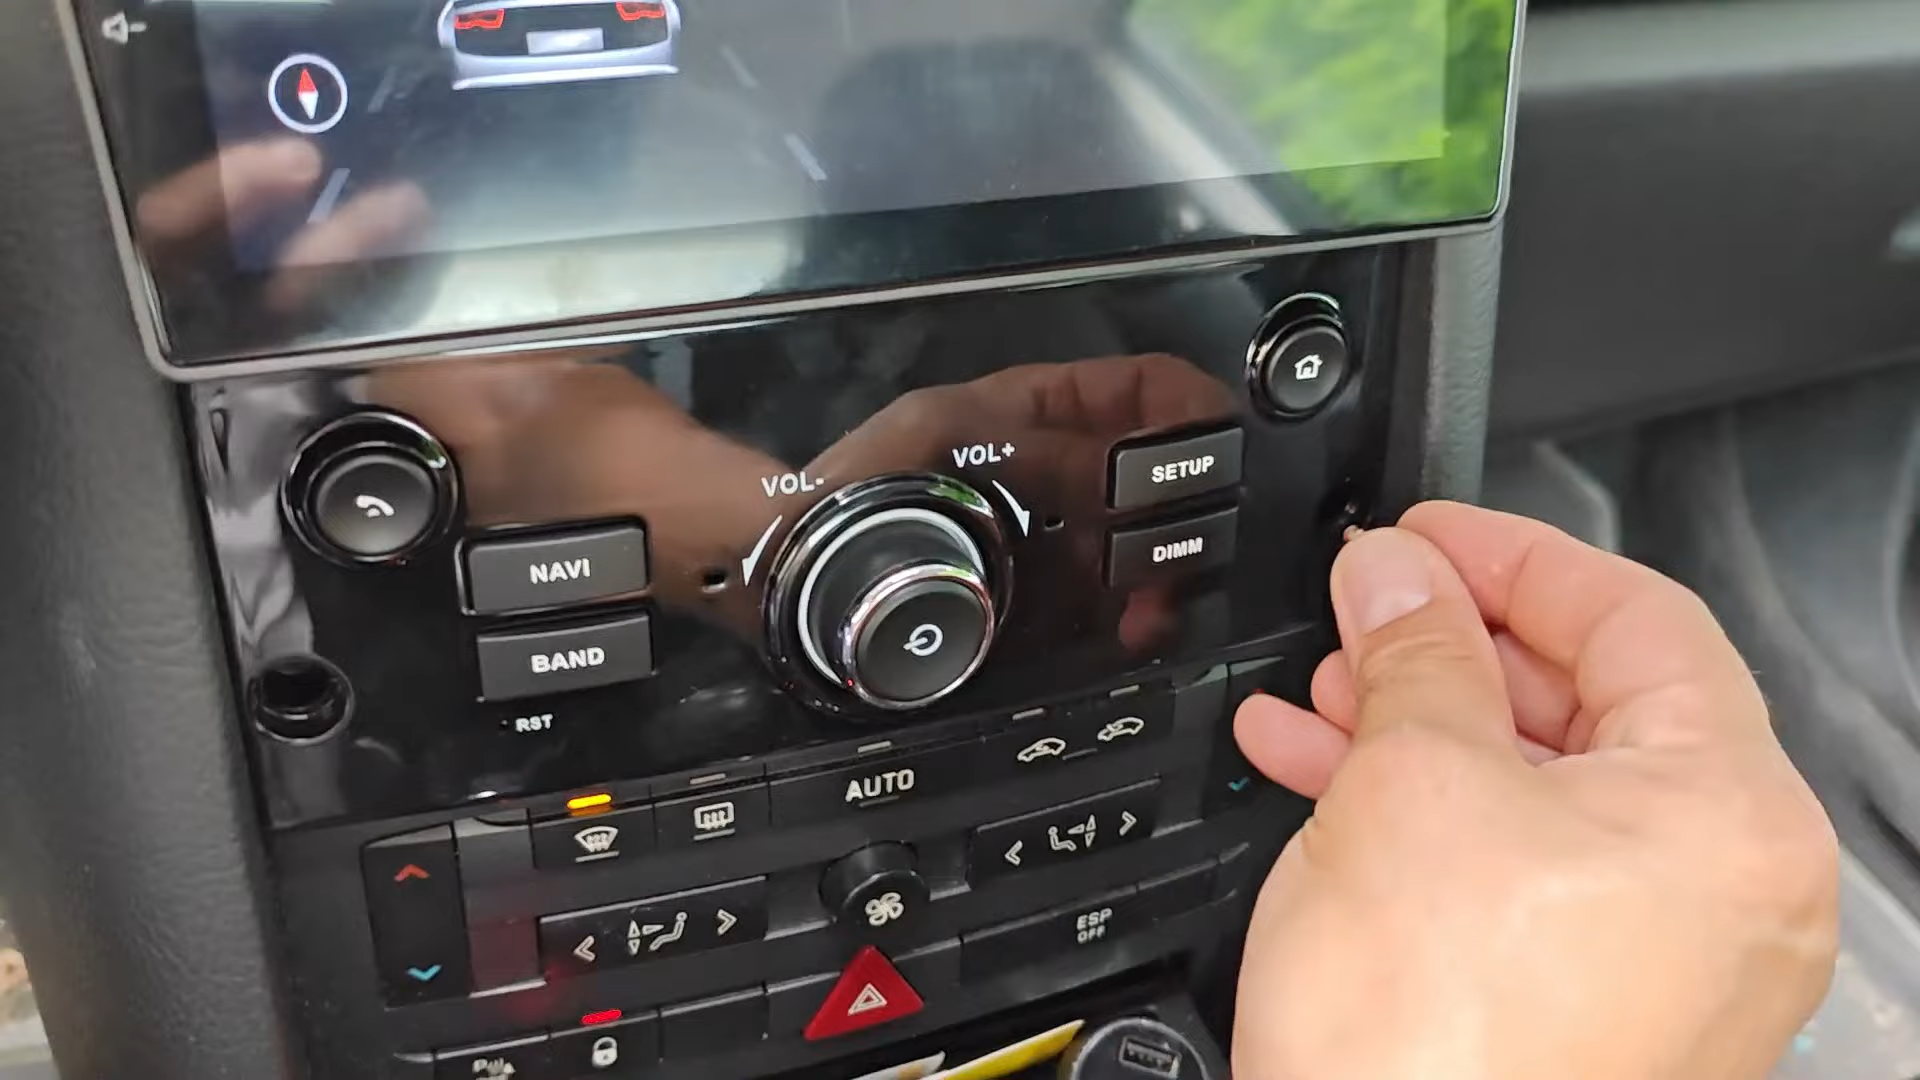 VOL-
VOL+
SETUP
NAVI
DIMM
BAND
RST
AUTO
ESP
OFF